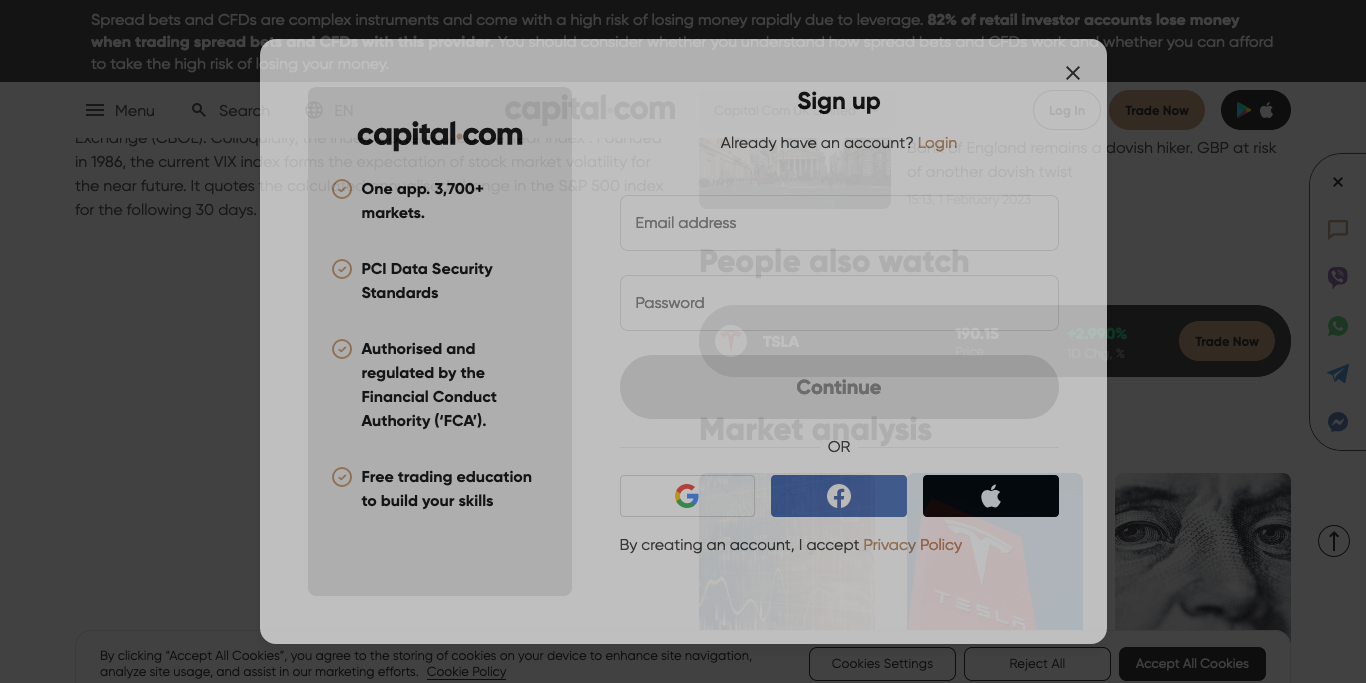 Spread bets and CFDs are complex instruments and come with a high risk of losing money rapidly due to leverage. 82% of retail investor accounts lose money
when trading spread bets and CFDs with this provider. You should consider whether you understand how spread bets and CFDs work and whether you can afford
to take the high risk of losing your money.
Menu
Search
EN
capital.com
Log In
Trade Now
Capital Com
Exchange (CBOE). Colloquially, the
Founded
in 1986, the current VIX index forms the expectation of stock market volatility for
the near future. It quotes the
in the S&P 500 index
for the following 30 days.
Bank of England remains a dovish hiker. GBP at risk
of another dovish twist
15:13, 1 February 2023
People also watch
TSLA
190.15
Price
+2.990%
1D Chg, %
Trade Now
Market analysis
TESLA
capital.com
One app. 3,700+
markets.
PCI Data Security
Standards
Authorised and
regulated by the
Financial Conduct
Authority (‘FCA’).
Free trading education
to build your skills
Sign up
Already have an account? Login
Email address
Password
Continue
OR
By creating an account, I accept Privacy Policy
By clicking “Accept All Cookies”, you agree to the storing of cookies on your device to enhance site navigation,
analyze site usage, and assist in our marketing efforts. Cookie Policy
Cookies Settings
Reject All
Accept All Cookies